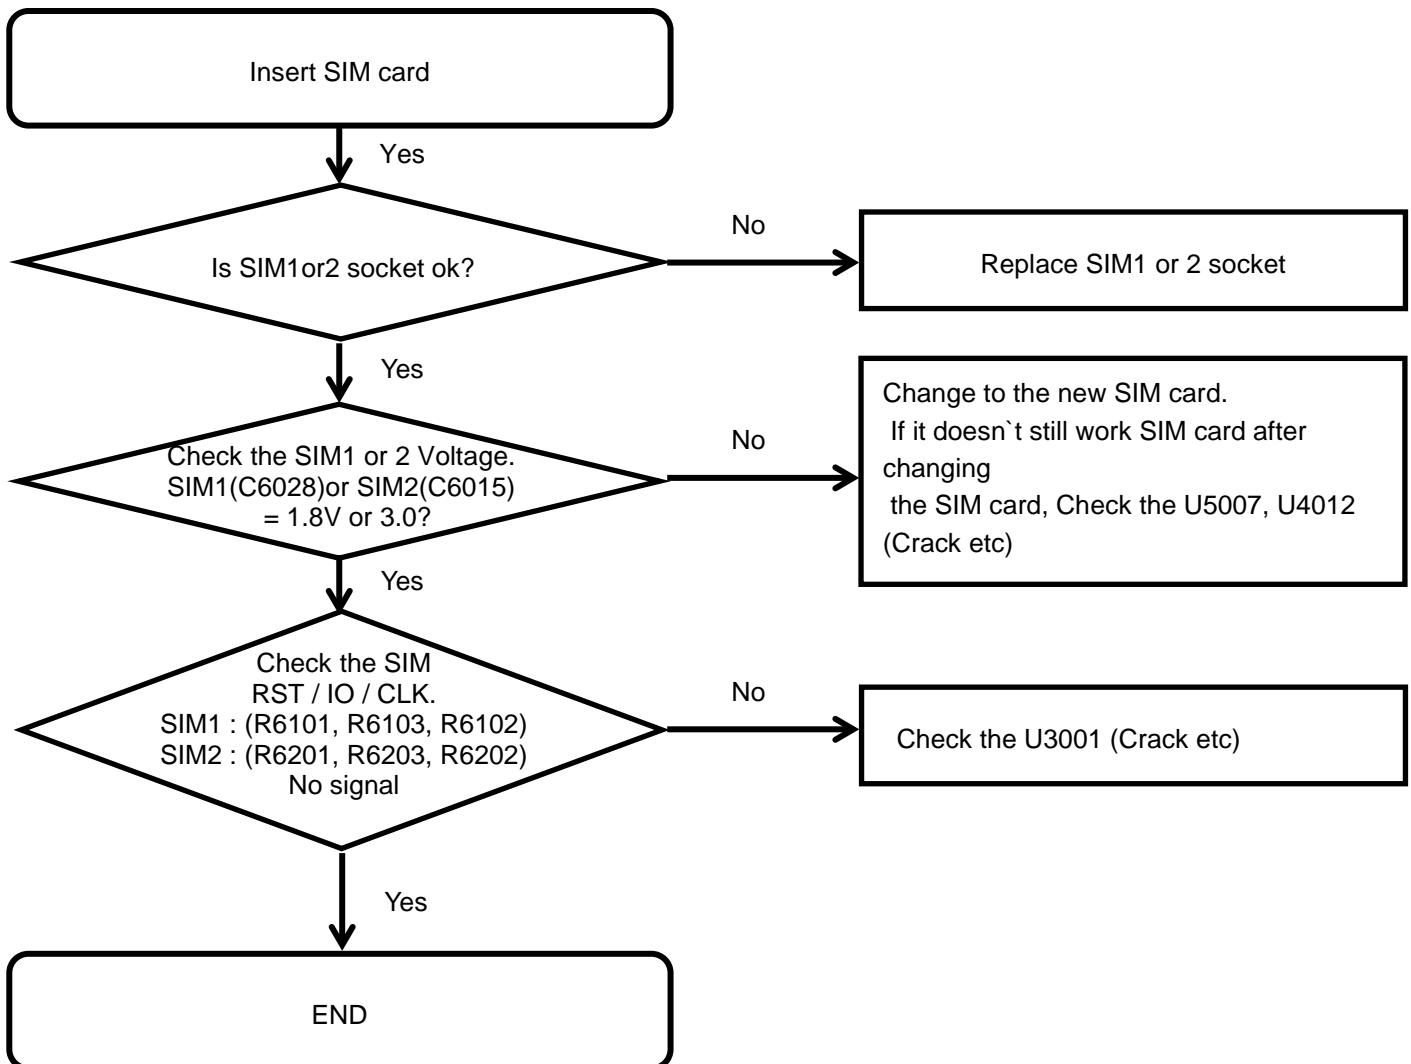 Insert SIM card
Yes
Is SIM1or2 socket ok?
No
Replace SIM1 or 2 socket
Yes
Check the SIM1 or 2 Voltage.
SIM1(C6028)or SIM2(C6015)
= 1.8V or 3.0?
No
Change to the new SIM card.
If it doesn`t still work SIM card after
changing
the SIM card, Check the U5007, U4012
(Crack etc)
Yes
Check the SIM
RST / IO / CLK.
SIM1 : (R6101, R6103, R6102)
SIM2 : (R6201, R6203, R6202)
No signal
No
Check the U3001 (Crack etc)
Yes
END